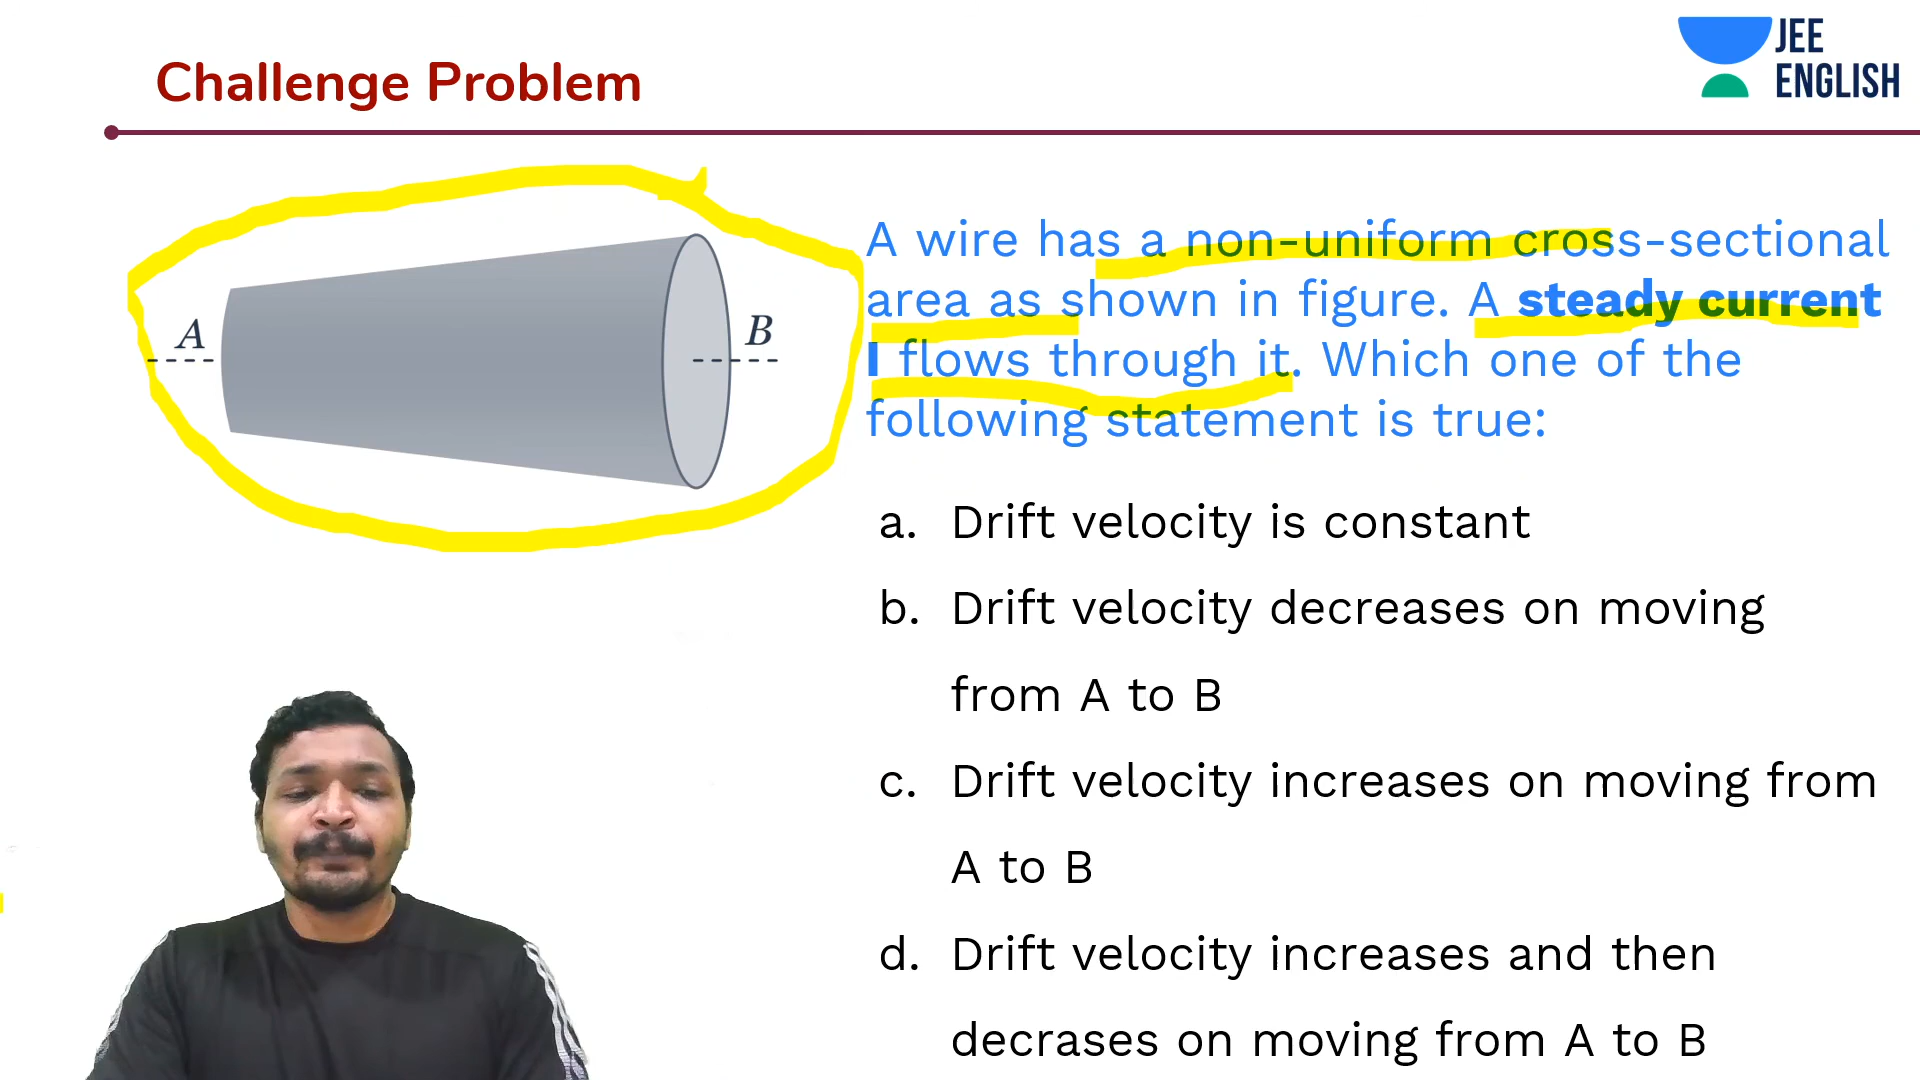 Challenge Problem
JEE
ENGLISH
A
B
A wire has a non-uniform cross-sectional
area as shown in figure. A steady current
I flows through it. Which one of the
following statement is true:
a. Drift velocity is constant
b. Drift velocity decreases on moving
from A to B
c. Drift velocity increases on moving from
A to B
d. Drift velocity increases and then
decrases on moving from A to B